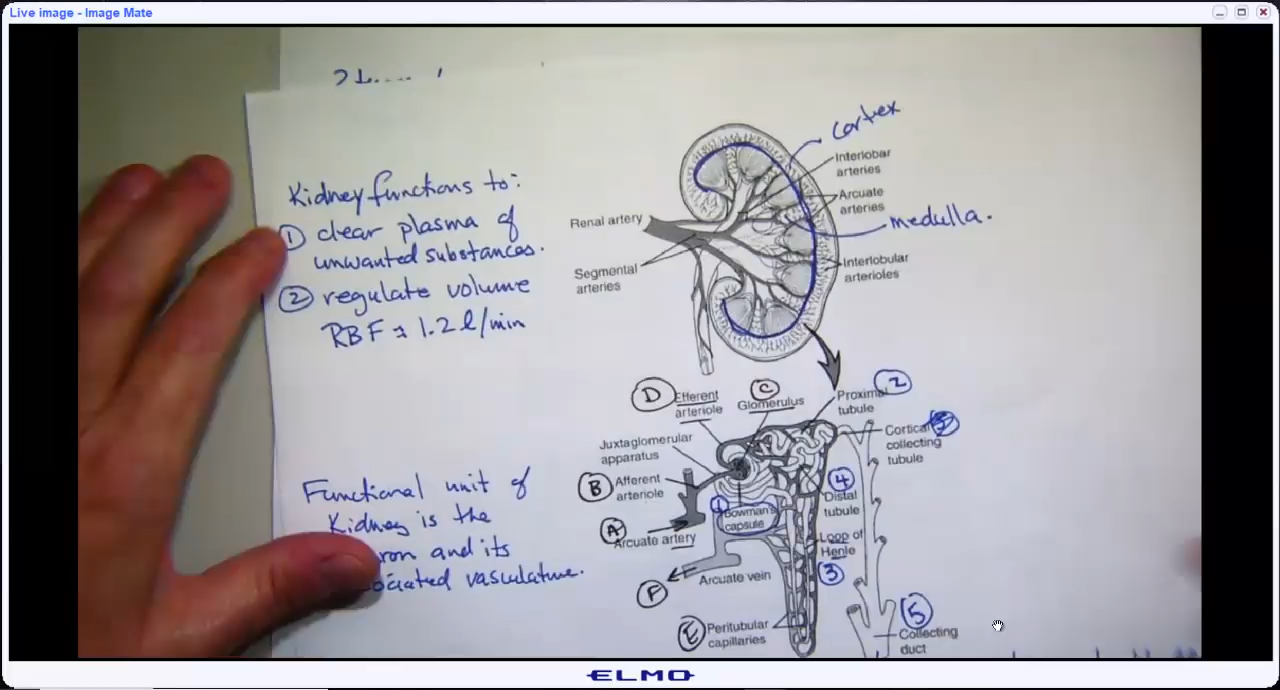 Live image - Image Mate
Kidney functions to:
① clear plasma of
unwanted substances.
② regulate volume
RBF ≈ 1.2 l/min
Functional unit of
Kidney is the
and its
vasculature.
cortex
Interlobar
arteries
Arcuate
arteries
medulla.
Renal artery
Segmental
arteries
Interlobular
arterioles
D
Efferent
arteriole
C
Glomerulus
Proximal
tubule
2
Cortical
collecting
tubule
Juxtaglomerular
apparatus
B
Afferent
arteriole
4
Distal
tubule
1
Bowman's
capsule
A
Arcuate artery
Loop of
Henle
3
F
Arcuate vein
E
Peritubular
capillaries
5
Collecting
duct
ELMO